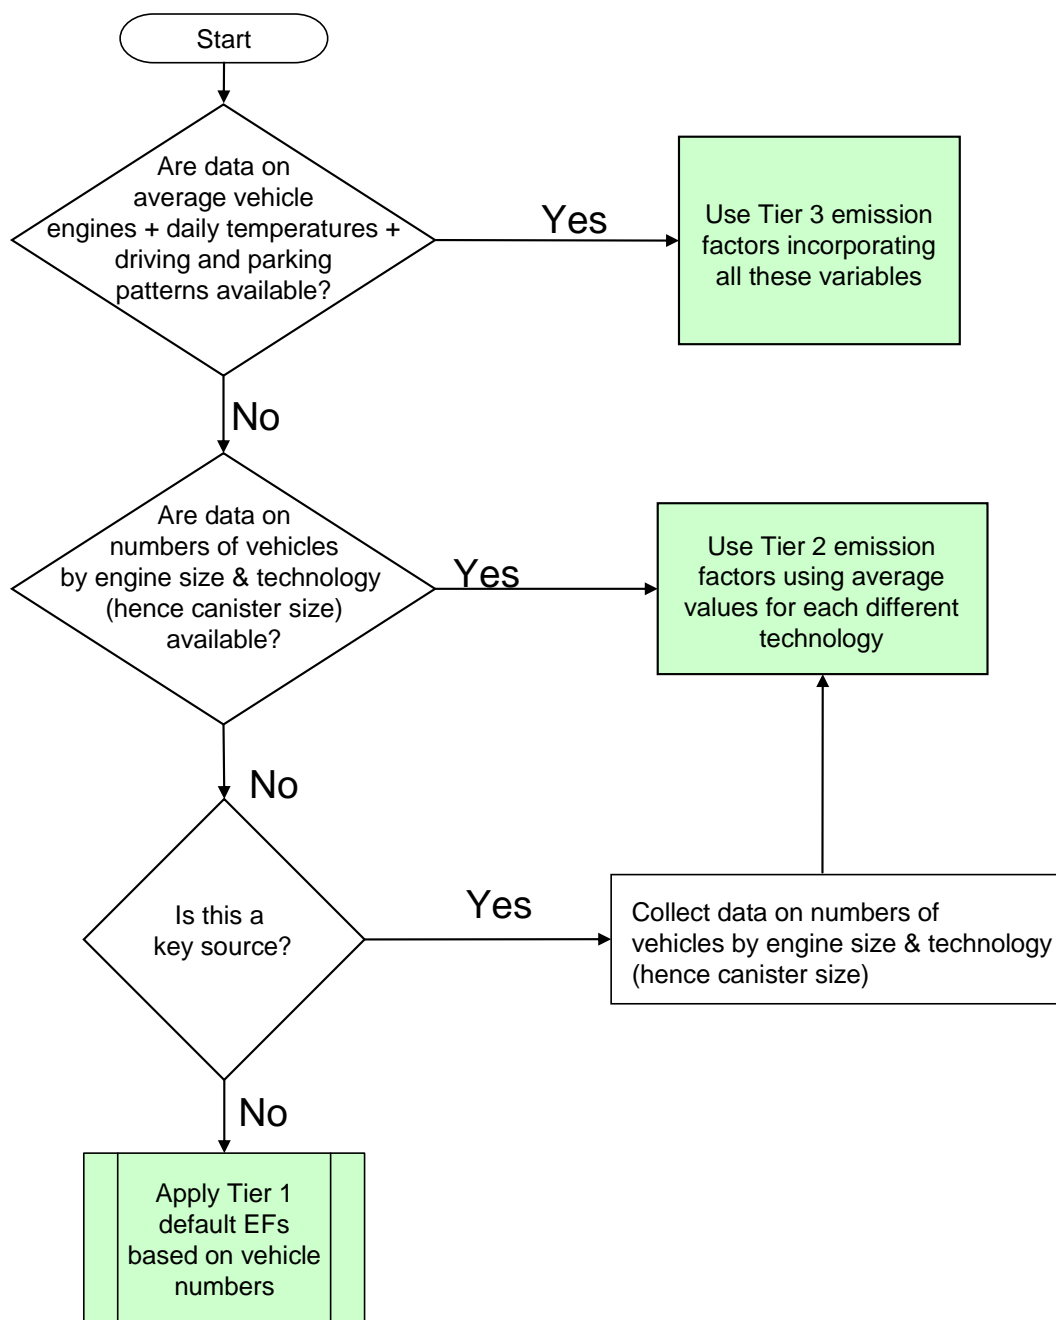 Start
Are data on
average vehicle
engines + daily temperatures +
driving and parking
patterns available?
Yes
Use Tier 3 emission
factors incorporating
all these variables
No
Are data on
numbers of vehicles
by engine size & technology
(hence canister size)
available?
Yes
Use Tier 2 emission
factors using average
values for each different
technology
No
Is this a
key source?
Yes
Collect data on numbers of
vehicles by engine size & technology
(hence canister size)
No
Apply Tier 1
default EFs
based on vehicle
numbers